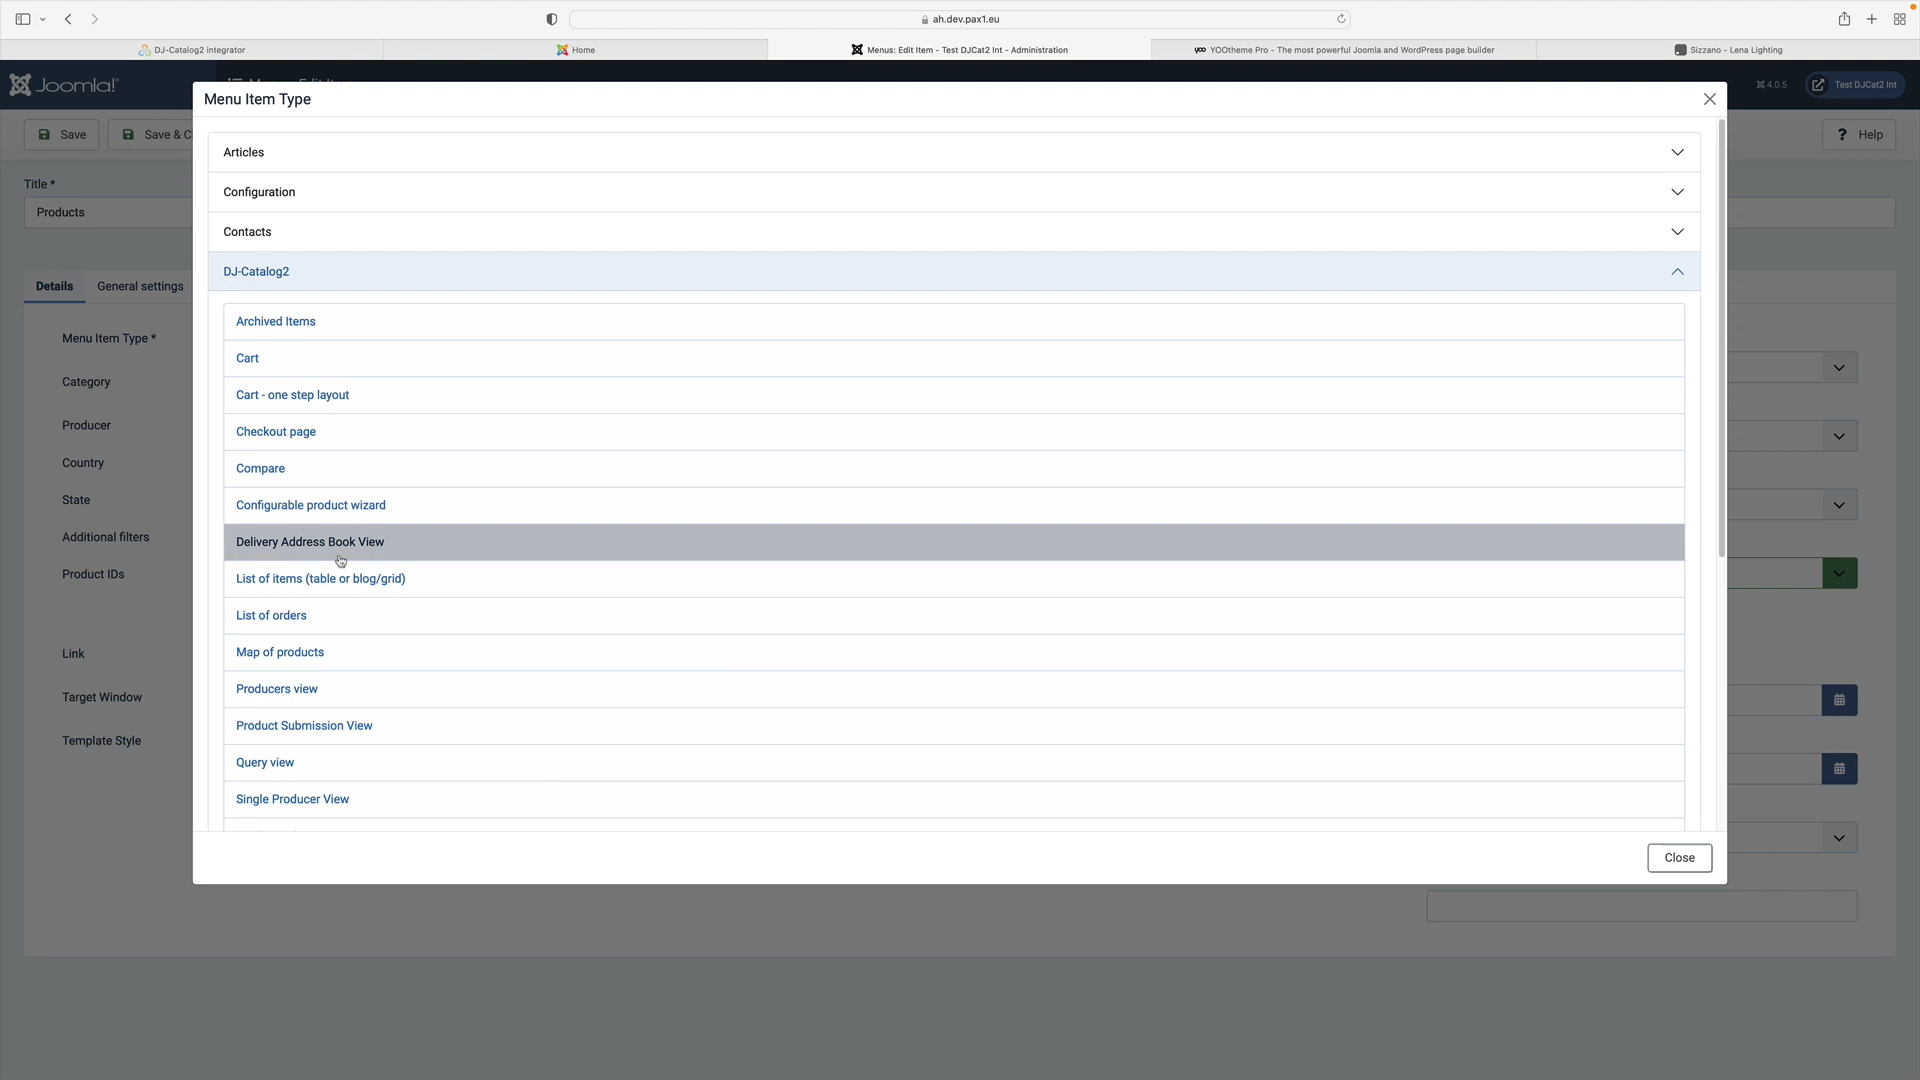 ah.dev.pax1.eu
DJ-Catalog2 integrator
Home
Menus: Edit Item - Test DJCat2 Int - Administration
YOOtheme Pro - The most powerful Joomla and WordPress page builder
Sizzano - Lena Lighting
Joomla!
4.0.5
Test DJCat2 Int
Menu Item Type
Save
Save & C
Help
Articles
Configuration
Contacts
DJ-Catalog2
Archived Items
Cart
Cart - one step layout
Checkout page
Compare
Configurable product wizard
Delivery Address Book View
List of items (table or blog/grid)
List of orders
Map of products
Producers view
Product Submission View
Query view
Single Producer View
Close
Title *
Products
Details
General settings
Menu Item Type *
Category
Producer
Country
State
Additional filters
Product IDs
Link
Target Window
Template Style